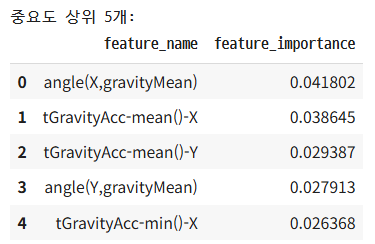 중요도 상위 5개:
feature_name feature_importance
0 angle(X,gravityMean) 0.041802
1 tGravityAcc-mean()-X 0.038645
2 tGravityAcc-mean()-Y 0.029387
3 angle(Y,gravityMean) 0.027913
4 tGravityAcc-min()-X 0.026368